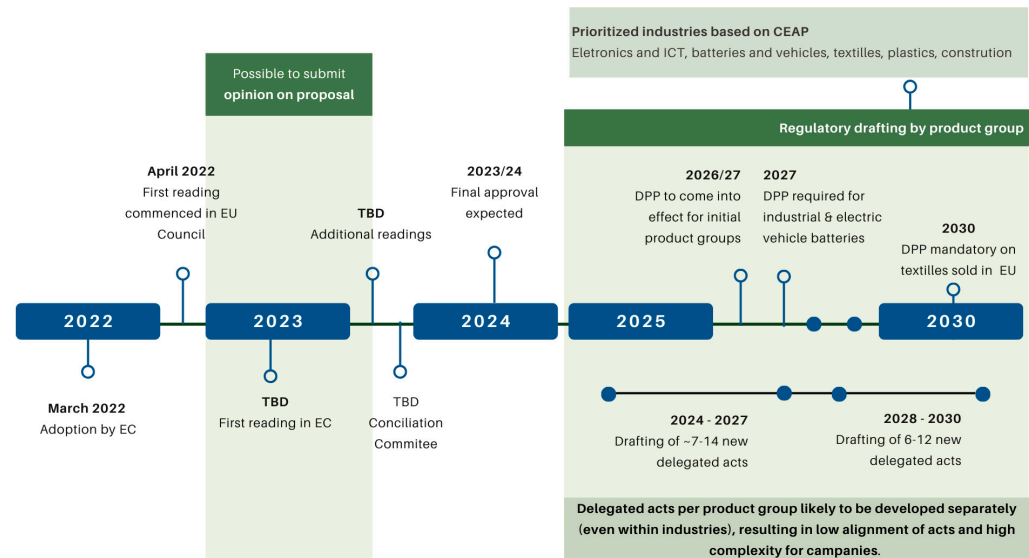 Prioritized industries based on CEAP
Eletronics and ICT, batteries and vehicles, textilles, plastics, constrution
Possible to submit
opinion on proposal
Regulatory drafting by product group
April 2022
First reading
commenced in EU
Council
TBD
Additional readings
2023/24
Final approval
expected
2026/27
DPP to come into
effect for initial
product groups
2027
DPP required for
industrial & electric
vehicle batteries
2030
DPP mandatory on
textilles sold in EU
2022
2023
2024
2025
2030
March 2022
Adoption by EC
TBD
First reading in EC
TBD
Conciliation
Commitee
2024 - 2027
Drafting of ~7-14 new
delegated acts
2028 - 2030
Drafting of 6-12 new
delegated acts
Delegated acts per product group likely to be developed separately
(even within industries), resulting in low alignment of acts and high
complexity for campanies.